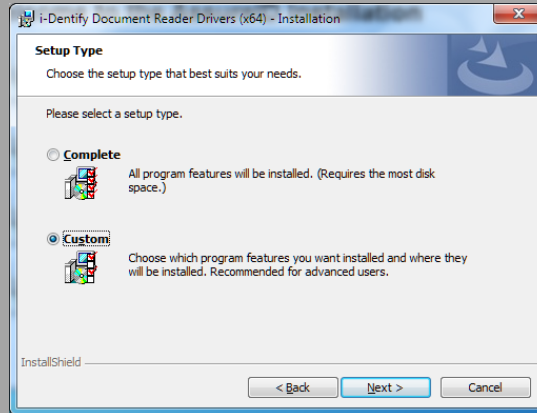 i-Dentify Document Reader Drivers (x64) - Installation
Setup Type
Choose the setup type that best suits your needs.
Please select a setup type.
Complete
All program features will be installed. (Requires the most disk
space.)
Custom
Choose which program features you want installed and where they
will be installed. Recommended for advanced users.
InstallShield
< Back Next > Cancel